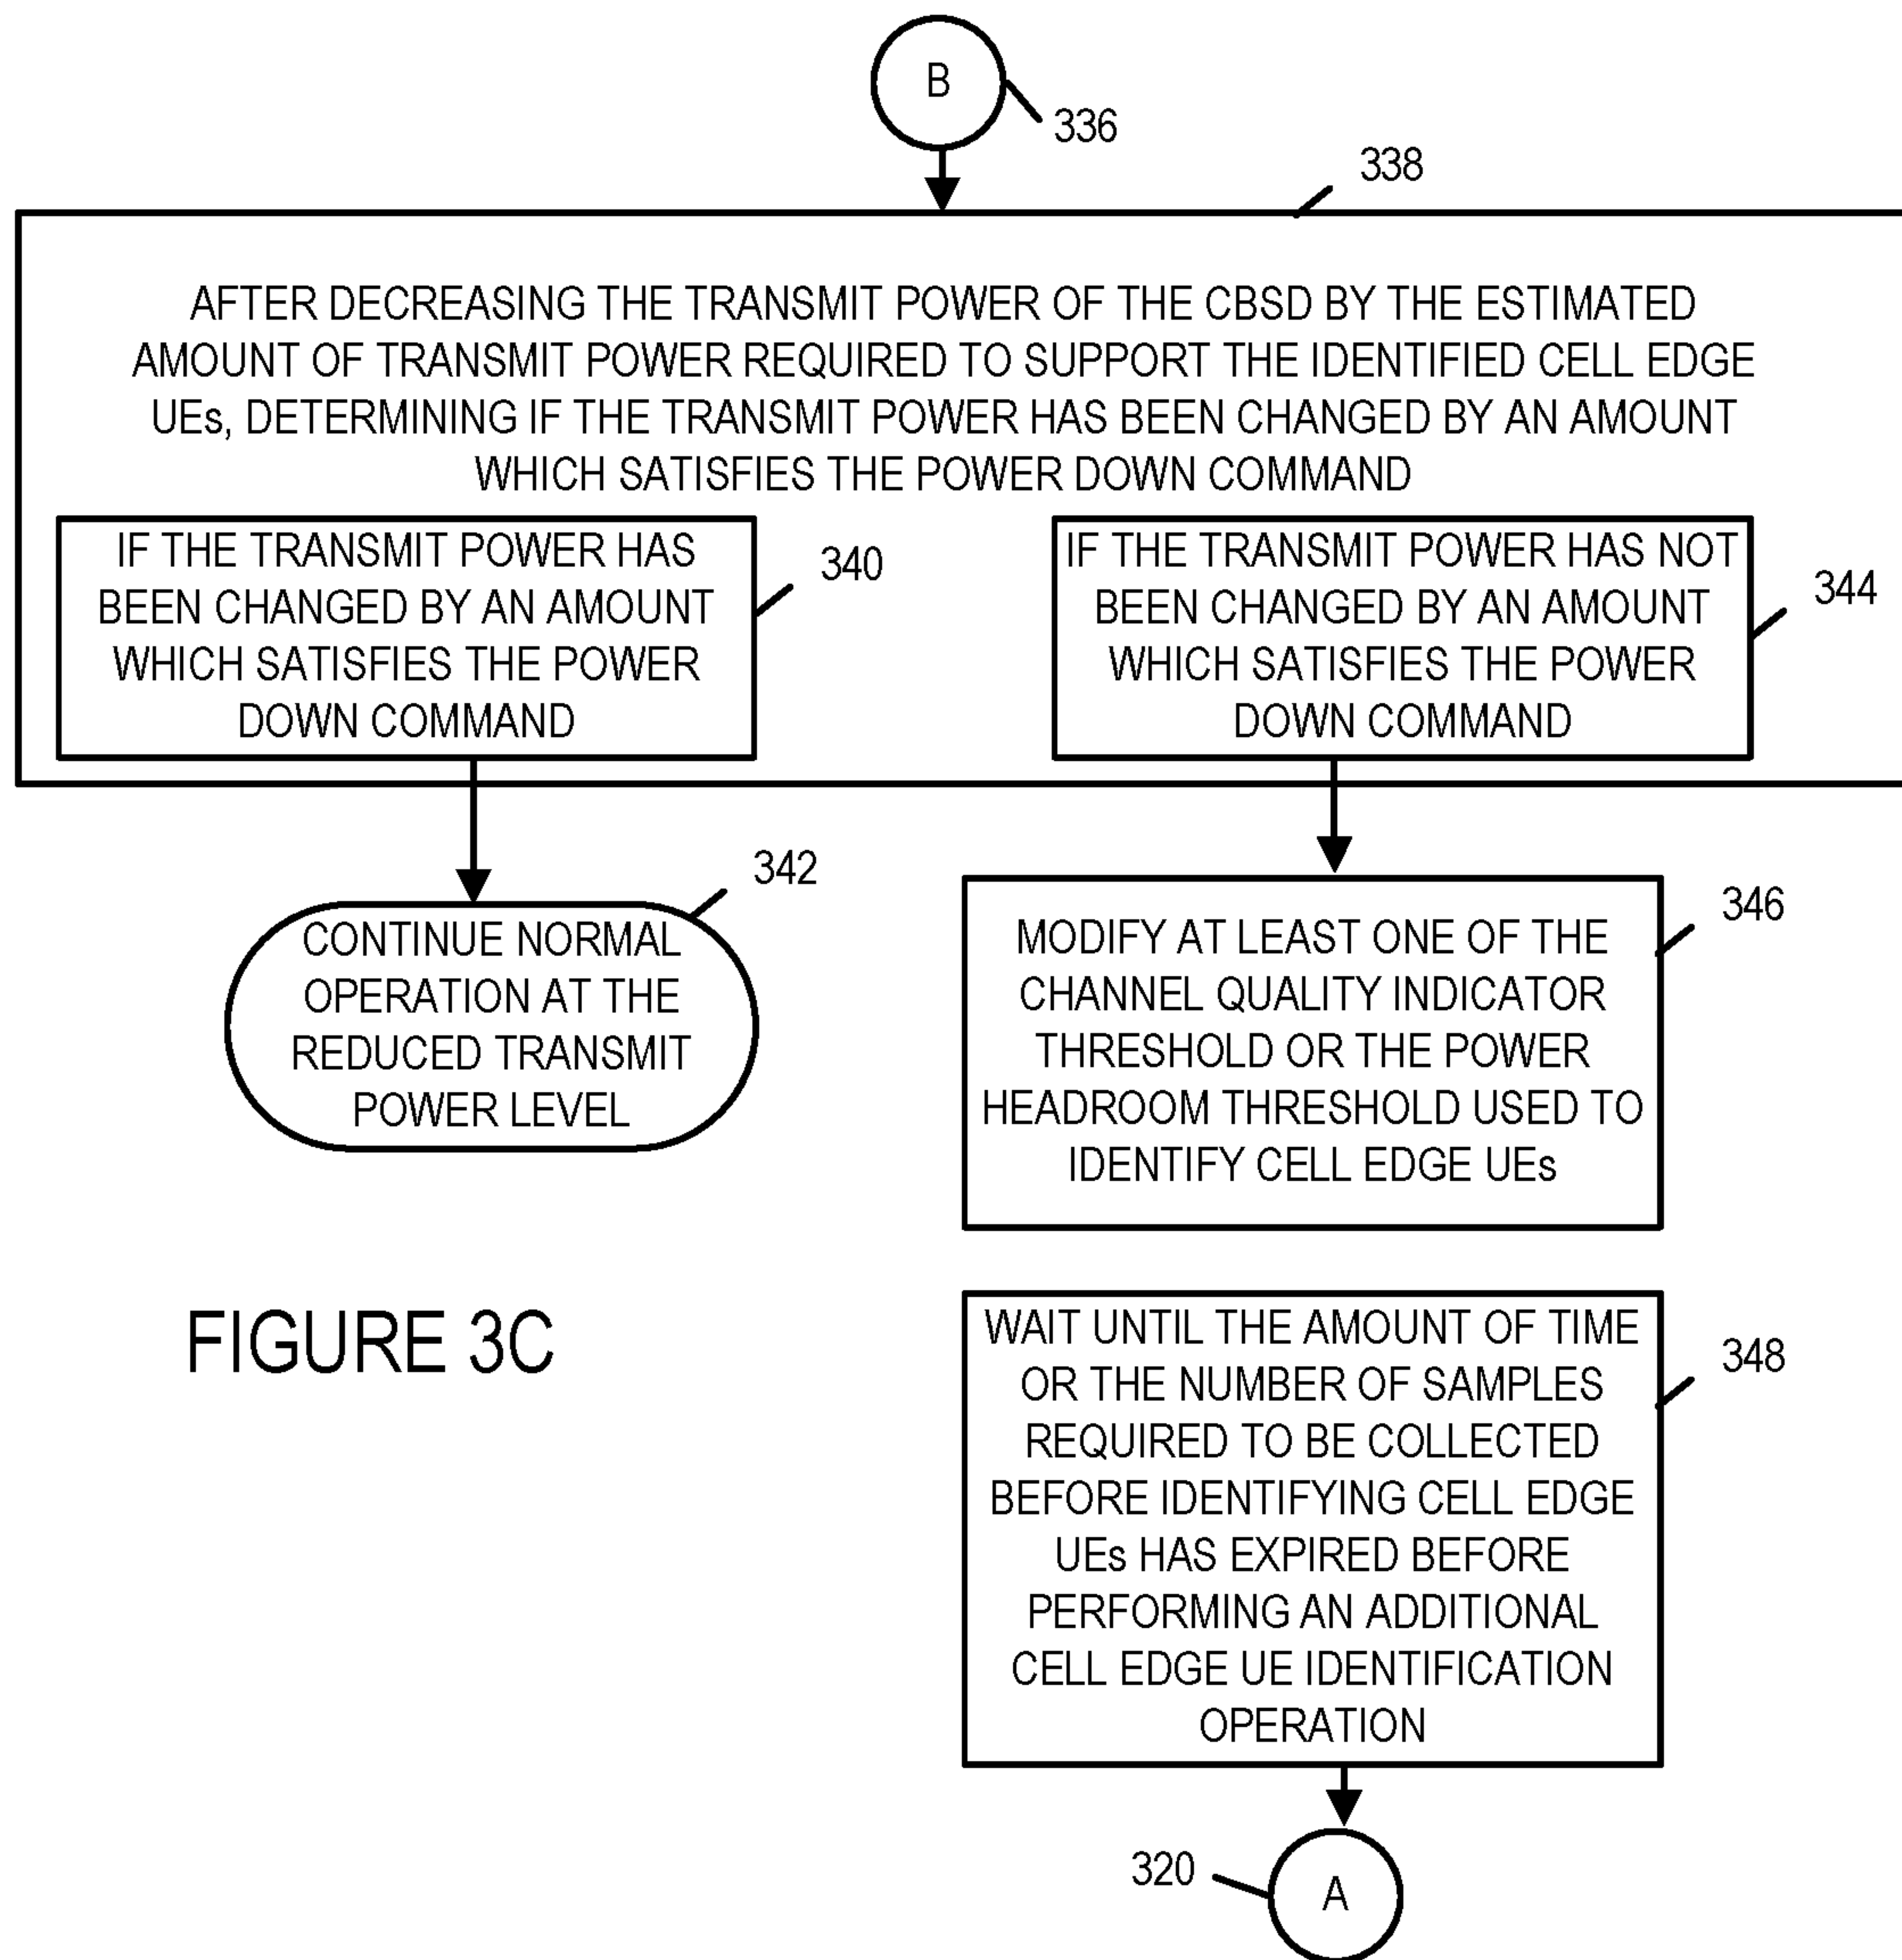 B
336
338
AFTER DECREASING THE TRANSMIT POWER OF THE CBSD BY THE ESTIMATED
AMOUNT OF TRANSMIT POWER REQUIRED TO SUPPORT THE IDENTIFIED CELL EDGE
UEs, DETERMINING IF THE TRANSMIT POWER HAS BEEN CHANGED BY AN AMOUNT
WHICH SATISFIES THE POWER DOWN COMMAND
IF THE TRANSMIT POWER HAS
BEEN CHANGED BY AN AMOUNT
WHICH SATISFIES THE POWER
DOWN COMMAND
340
IF THE TRANSMIT POWER HAS NOT
BEEN CHANGED BY AN AMOUNT
WHICH SATISFIES THE POWER
DOWN COMMAND
344
342
CONTINUE NORMAL
OPERATION AT THE
REDUCED TRANSMIT
POWER LEVEL
346
MODIFY AT LEAST ONE OF THE
CHANNEL QUALITY INDICATOR
THRESHOLD OR THE POWER
HEADROOM THRESHOLD USED TO
IDENTIFY CELL EDGE UEs
FIGURE 3C
WAIT UNTIL THE AMOUNT OF TIME
OR THE NUMBER OF SAMPLES
REQUIRED TO BE COLLECTED
BEFORE IDENTIFYING CELL EDGE
UEs HAS EXPIRED BEFORE
PERFORMING AN ADDITIONAL
CELL EDGE UE IDENTIFICATION
OPERATION
348
320
A